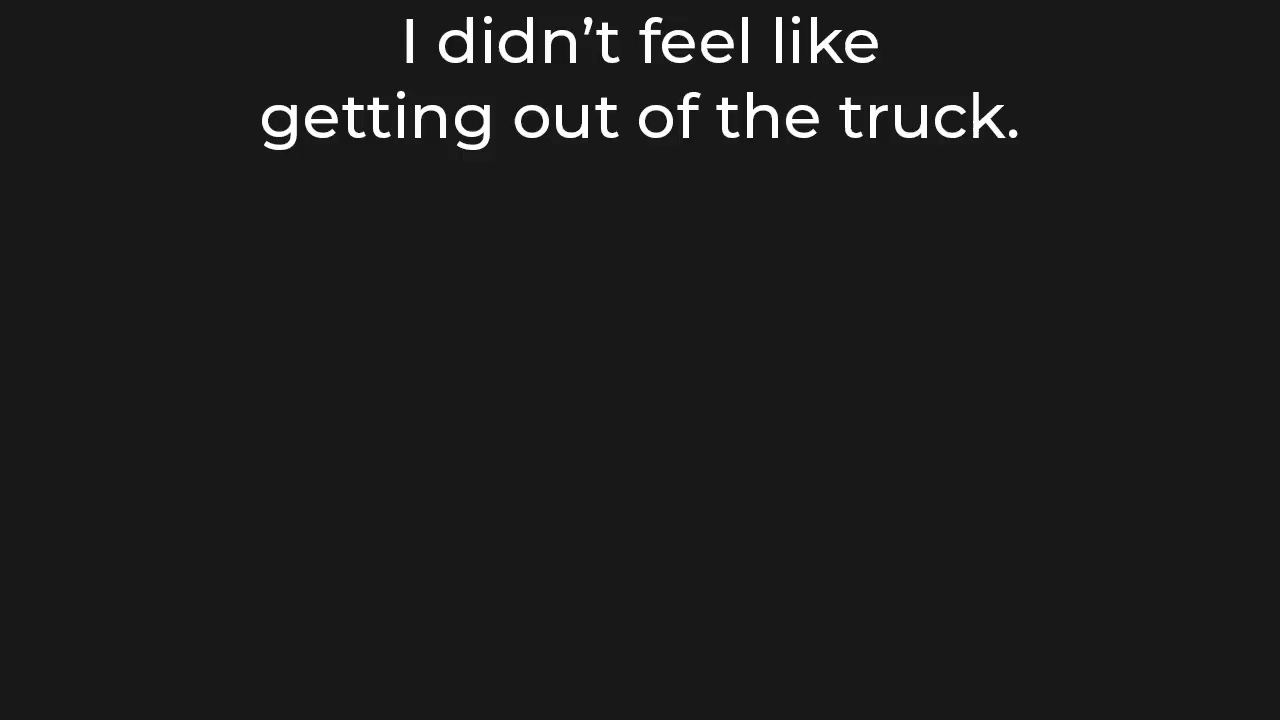 I didn’t feel like
getting out of the truck.